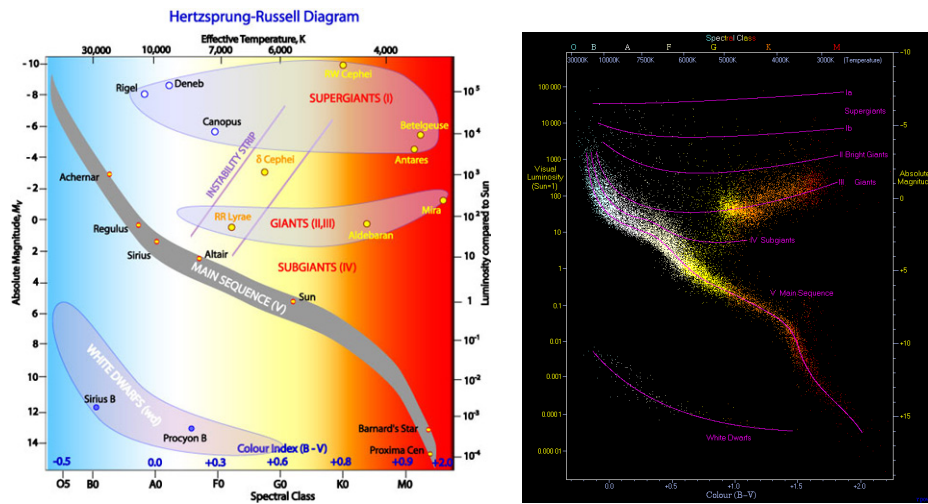 Hertzsprung-Russell Diagram
Effective Temperature, K
30,000 10,000 7,000 6,000 4,000
Absolute Magnitude, Mv
-10
-8
-6
-4
-2
0
2
4
6
8
10
12
14
Luminosity compared to Sun
10⁵
10⁴
10³
10²
10
1
10⁻¹
10⁻²
10⁻³
10⁻⁴
RW Cephei
Rigel
Deneb
SUPERGIANTS (I)
Canopus
Betelgeuse
Antares
INSTABILITY STRIP
δ Cephei
Achernar
RR Lyrae
GIANTS (II,III)
Mira
Aldebaran
Regulus
Sirius
Altair
SUBGIANTS (IV)
MAIN SEQUENCE (V)
Sun
WHITE DWARFS (wd)
Sirius B
Procyon B
Barnard's Star
Proxima Cen
Colour Index (B - V)
-0.5 0.0 +0.3 +0.6 +0.8 +0.9 +2.0
O5 B0 A0 F0 G0 K0 M0
Spectral Class
Spectral Class
O B A F G K M
30000K 10000K 7500K 6000K 5000K 4000K 3000K (Temperature)
Visual
Luminosity
(Sun=1)
100 000
10 000
1000
100
10
1
0.1
0.01
0.001
0.0001
0.000 01
Absolute
Magnitud
-10
-5
0
+5
+10
+15
Ia
Supergiants
Ib
II Bright Giants
III Giants
IV Subgiants
V Main Sequence
White Dwarfs
0.0 +0.5 +1.0 +1.5 +2.0
Colour (B-V)